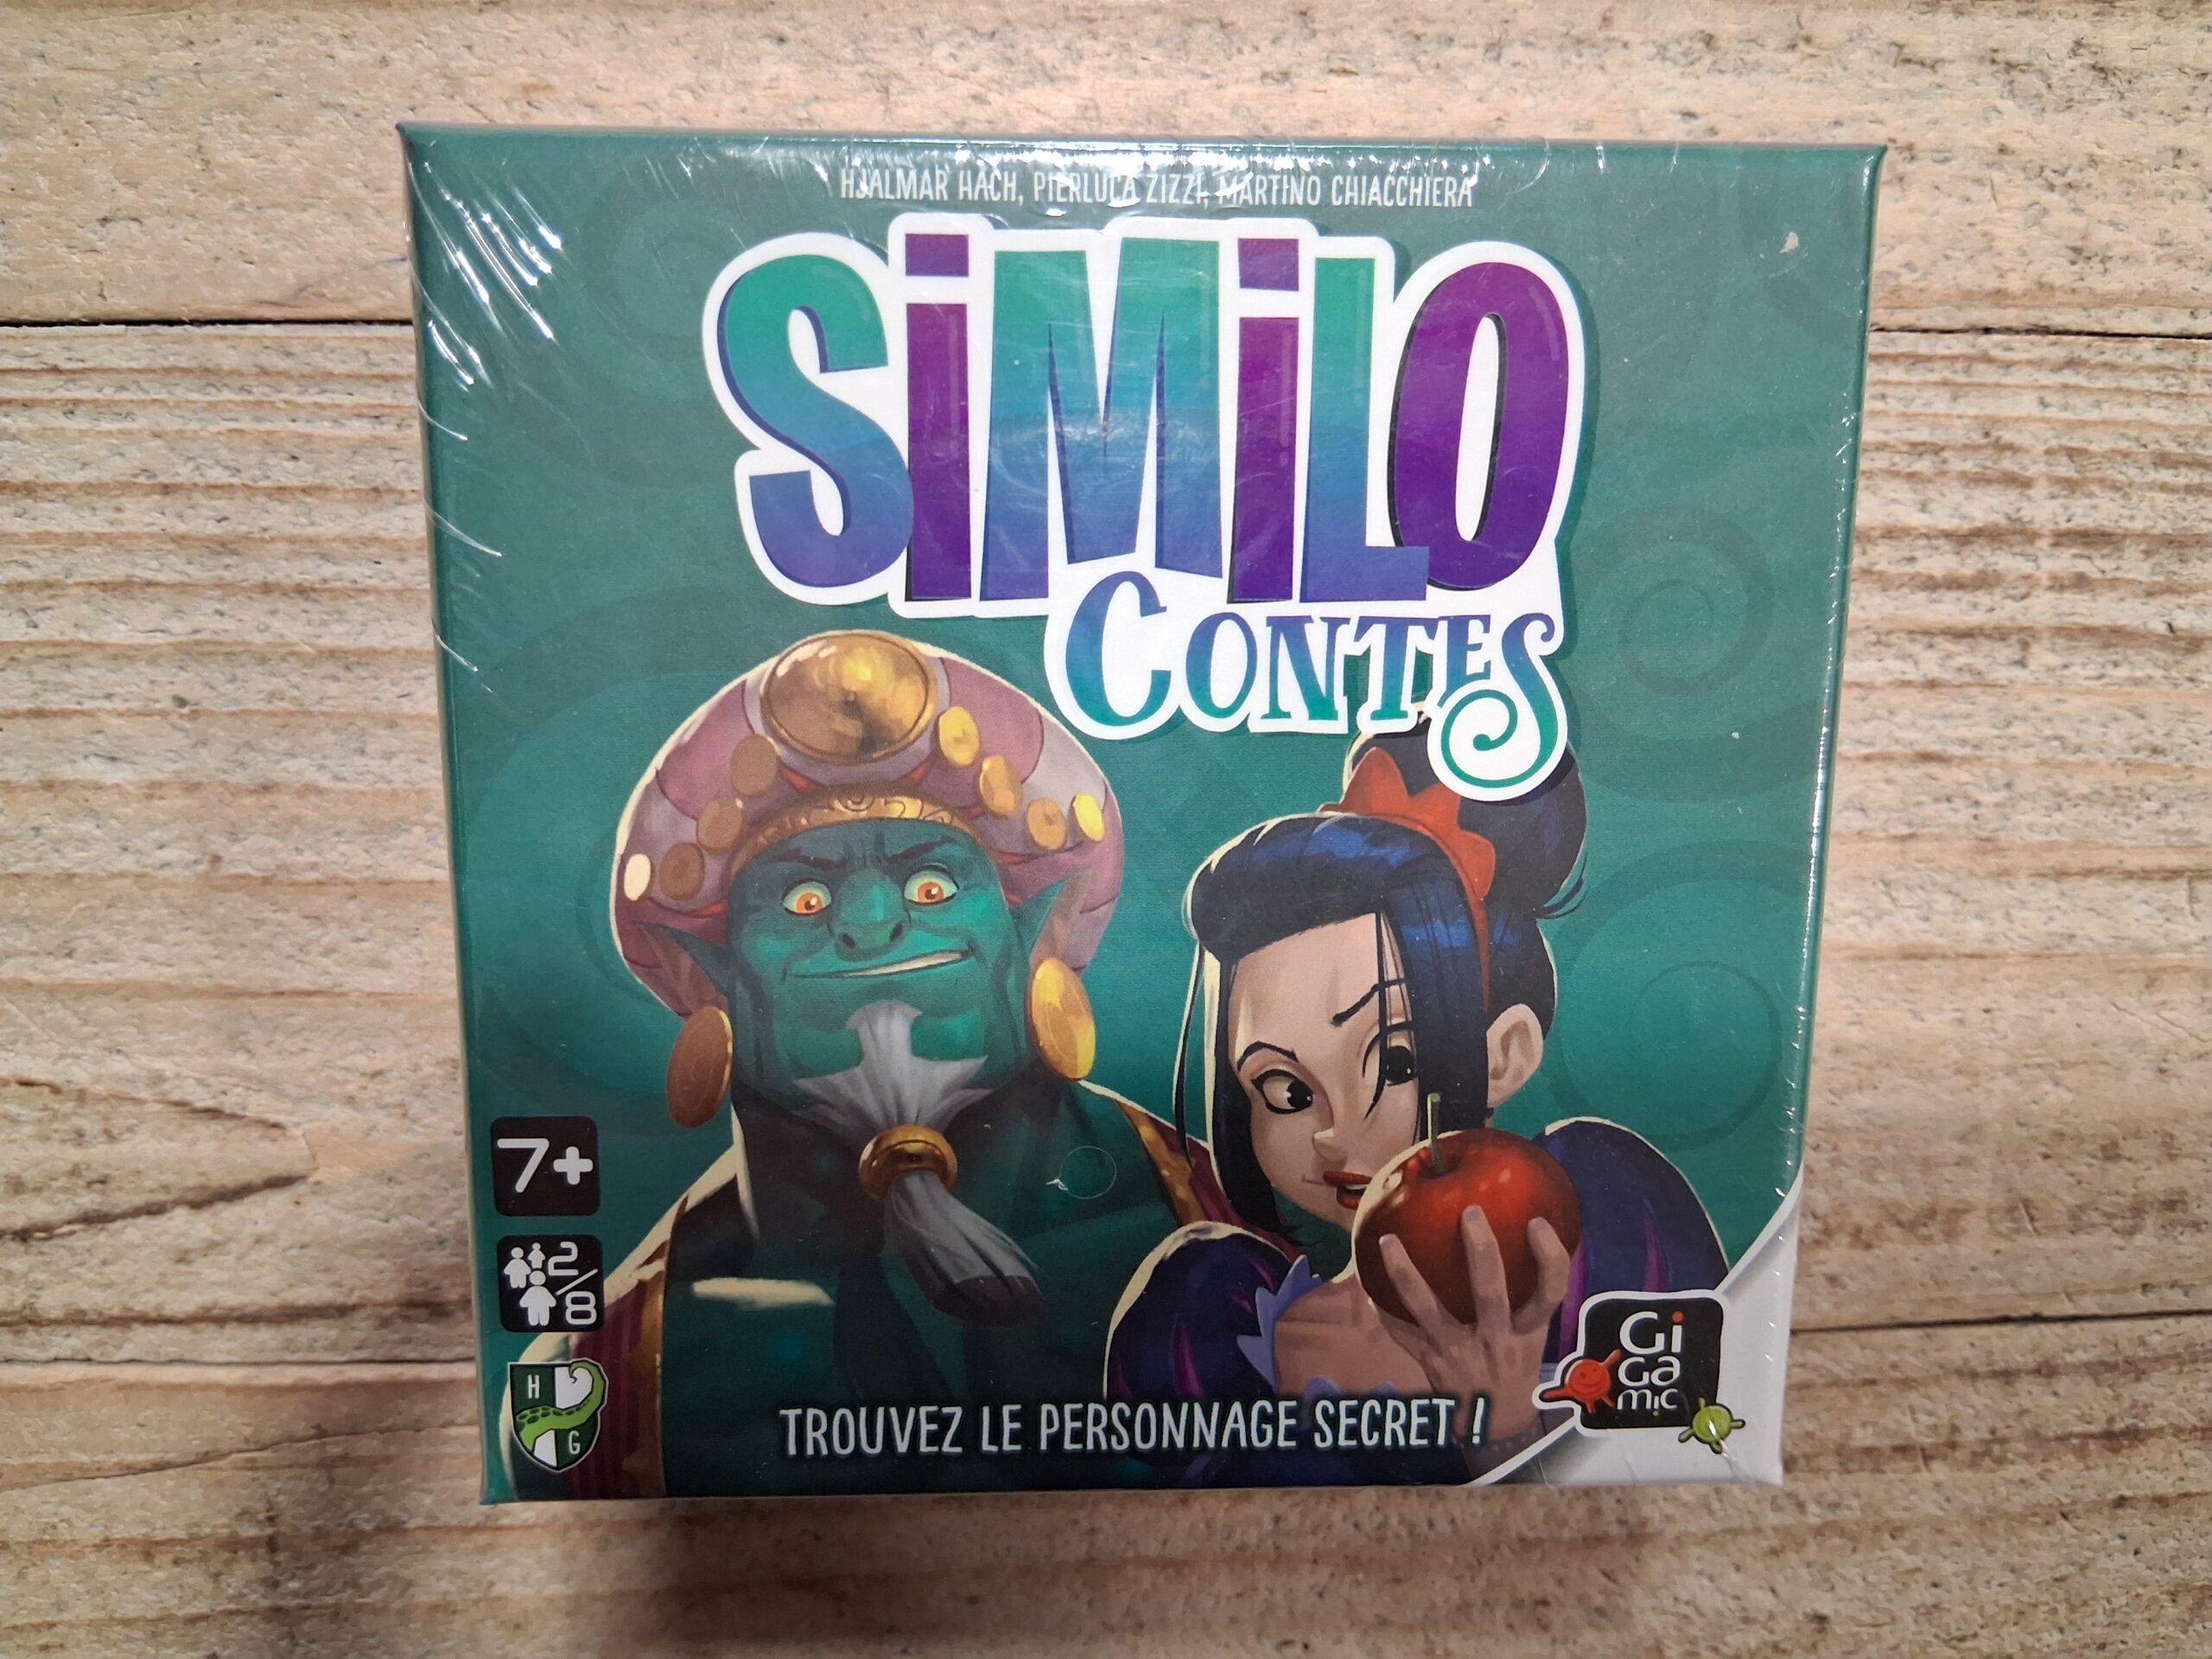 HJALMAR HACH, PIERLUCA ZIZZI, MARTINO CHIACCHIERA
SiMiLO
CONTES
7+
2/8
H
G
TROUVEZ LE PERSONNAGE SECRET !
Gi
GA
mic